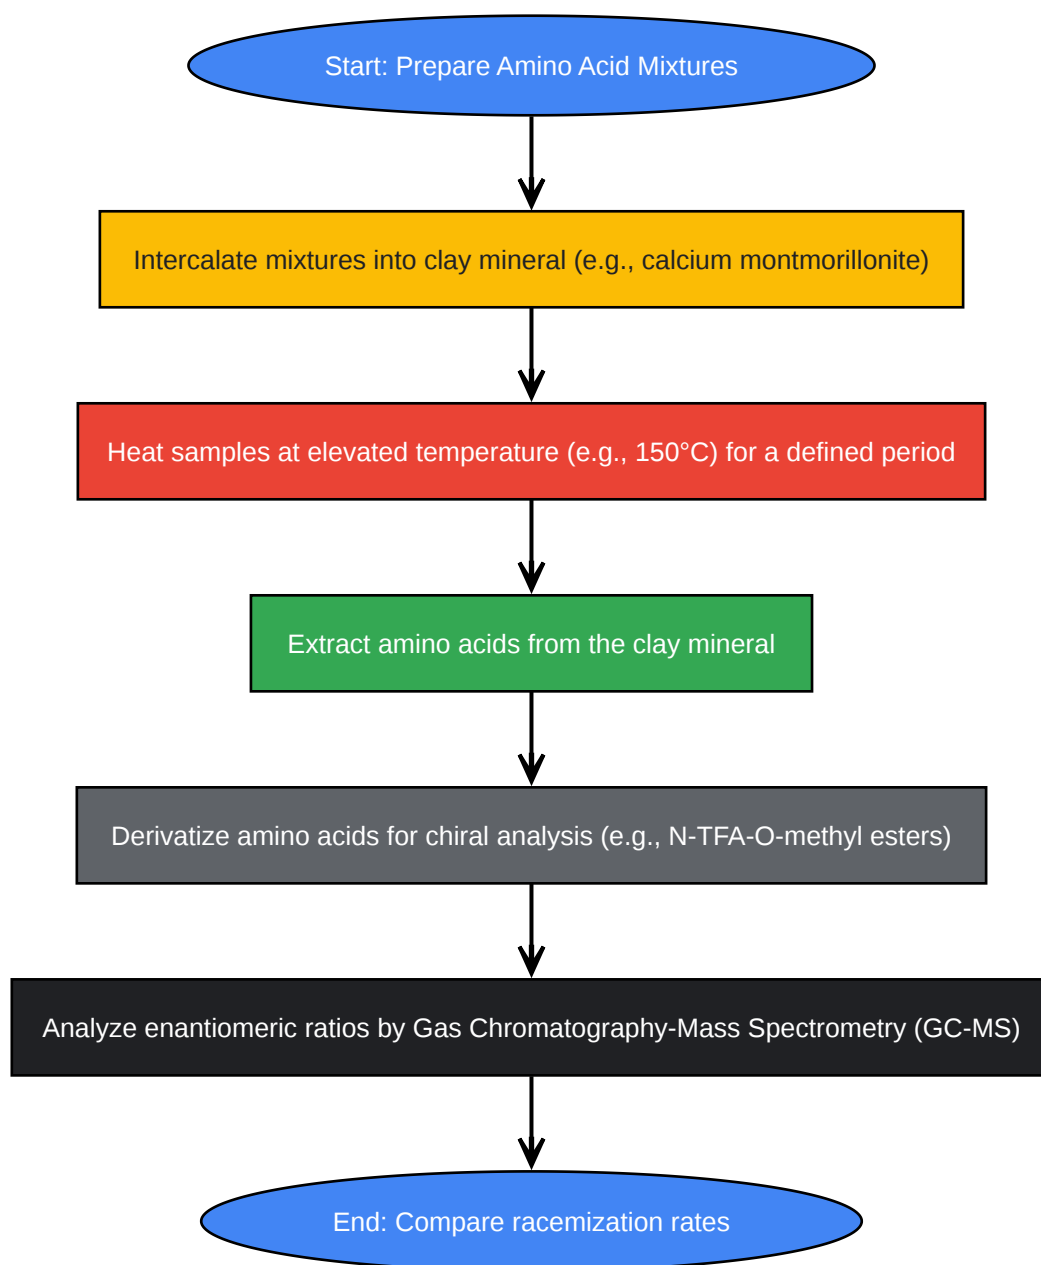 Start: Prepare Amino Acid Mixtures
Intercalate mixtures into clay mineral (e.g., calcium montmorillonite)
Heat samples at elevated temperature (e.g., 150°C) for a defined period
Extract amino acids from the clay mineral
Derivatize amino acids for chiral analysis (e.g., N-TFA-O-methyl esters)
Analyze enantiomeric ratios by Gas Chromatography-Mass Spectrometry (GC-MS)
End: Compare racemization rates